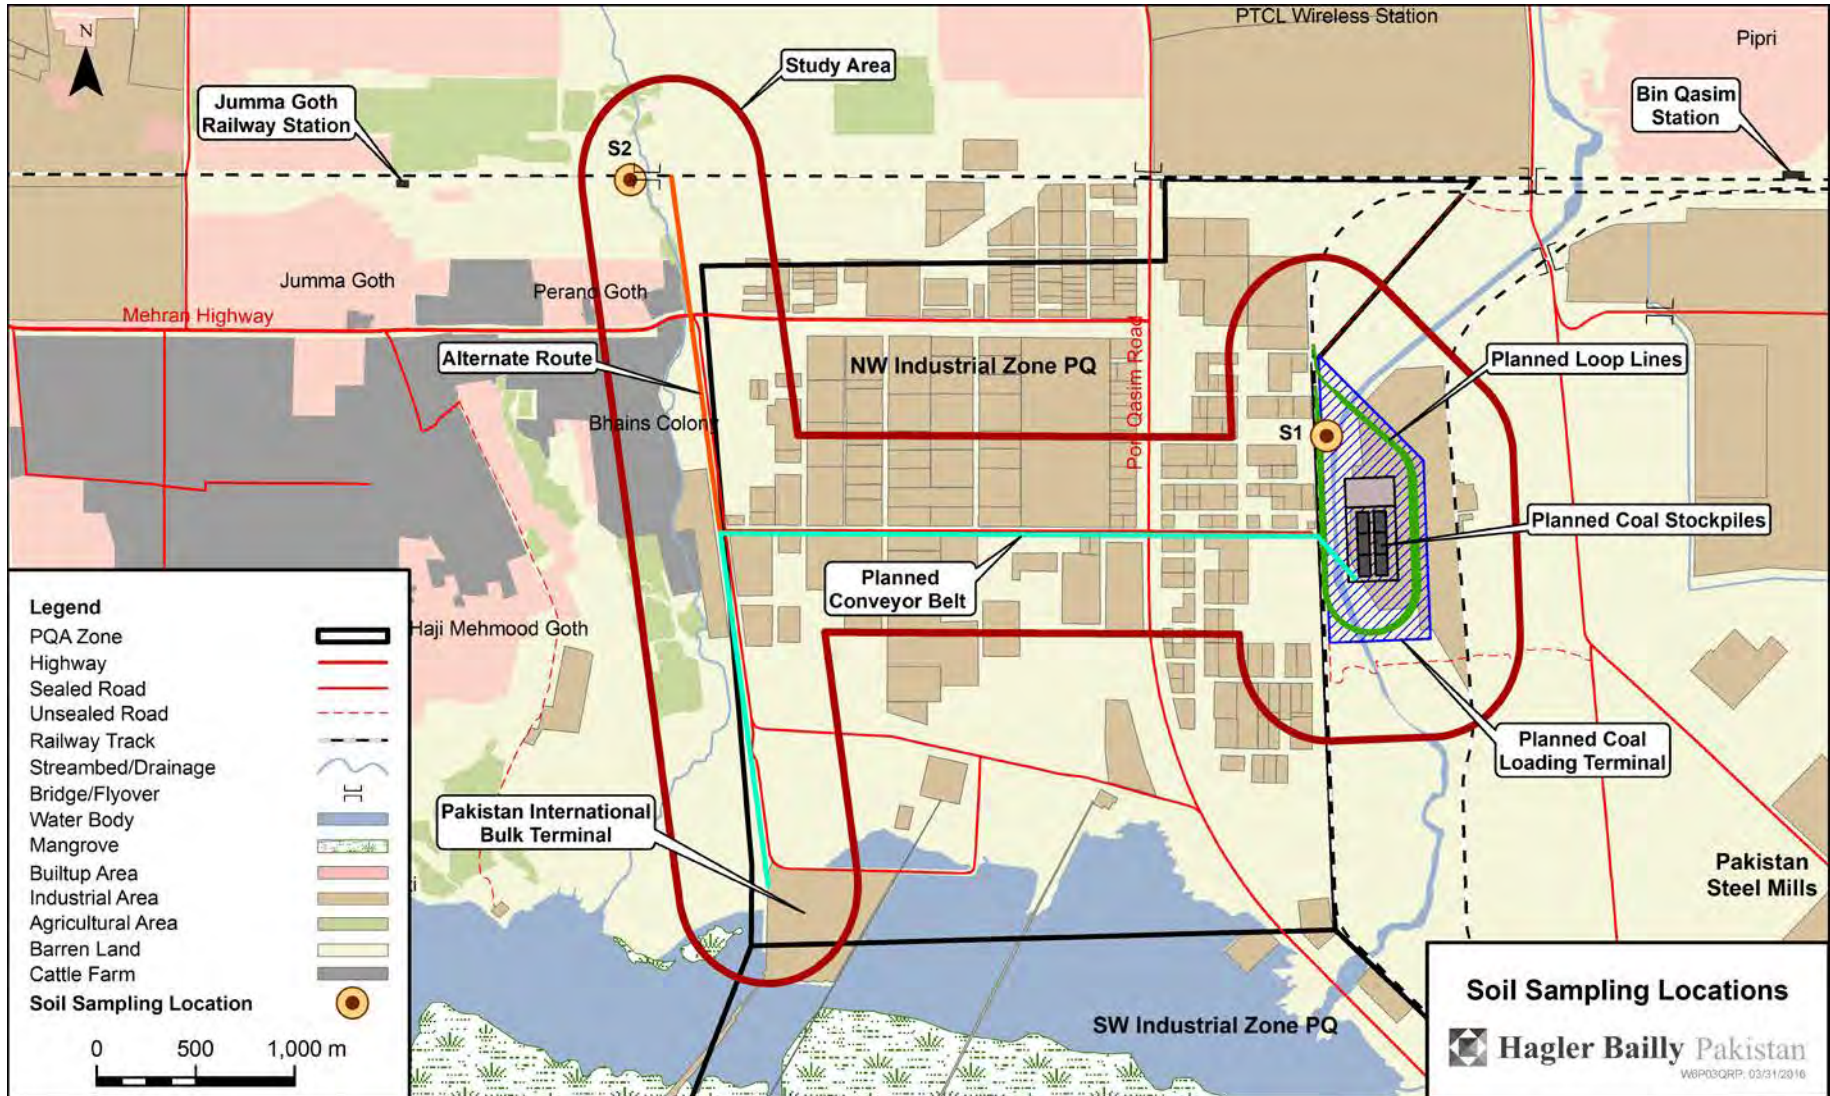 PTCL Wireless Station
N
Pipri
Study Area
Jumma Goth
Railway Station
Bin Qasim
Station
S2
Jumma Goth
Perano Goth
Mehran Highway
Alternate Route
NW Industrial Zone PQ
Port Qasim Road
Planned Loop Lines
Bhains Colony
S1
Planned Coal Stockpiles
Planned
Conveyor Belt
Haji Mehmood Goth
Planned Coal
Loading Terminal
Pakistan International
Bulk Terminal
Pakistan
Steel Mills
SW Industrial Zone PQ
Legend
PQA Zone
Highway
Sealed Road
Unsealed Road
Railway Track
Streambed/Drainage
Bridge/Flyover
Water Body
Mangrove
Builtup Area
Industrial Area
Agricultural Area
Barren Land
Cattle Farm
Soil Sampling Location
0 500 1,000 m
Soil Sampling Locations
Hagler Bailly Pakistan
W6P03QRP: 03/31/2016